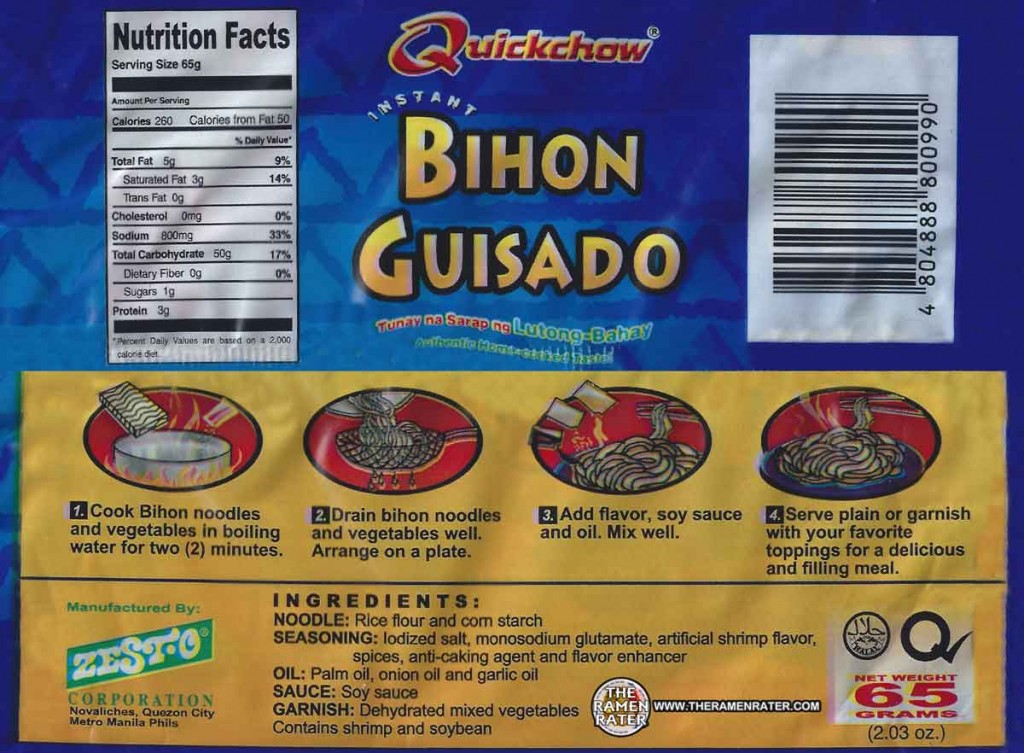 Nutrition Facts
Serving Size 65g
Amount Per Serving
Calories 260 Calories from Fat 50
% Daily Value*
Total Fat 5g 9%
Saturated Fat 3g 14%
Trans Fat 0g
Cholesterol 0mg 0%
Sodium 800mg 33%
Total Carbohydrate 50g 17%
Dietary Fiber 0g 0%
Sugars 1g
Protein 3g
*Percent Daily Values are based on a 2,000
calorie diet.
Quickchow®
INSTANT
BIHON
GUISADO
Tunay na Sarap ng Lutong-Bahay
Authentic Home-cooked Taste!
4 804888 800990
1. Cook Bihon noodles
and vegetables in boiling
water for two (2) minutes.
2. Drain bihon noodles
and vegetables well.
Arrange on a plate.
3. Add flavor, soy sauce
and oil. Mix well.
4. Serve plain or garnish
with your favorite
toppings for a delicious
and filling meal.
Manufactured By:
ZEST-O®
CORPORATION
Novaliches, Quezon City
Metro Manila Phils
INGREDIENTS:
NOODLE: Rice flour and corn starch
SEASONING: Iodized salt, monosodium glutamate, artificial shrimp flavor,
spices, anti-caking agent and flavor enhancer
OIL: Palm oil, onion oil and garlic oil
SAUCE: Soy sauce
GARNISH: Dehydrated mixed vegetables
Contains shrimp and soybean
THE
RAMEN
RATER
WWW.THERAMENRATER.COM
حلال
HALAL
Q
NET WEIGHT
65
GRAMS
(2.03 oz.)